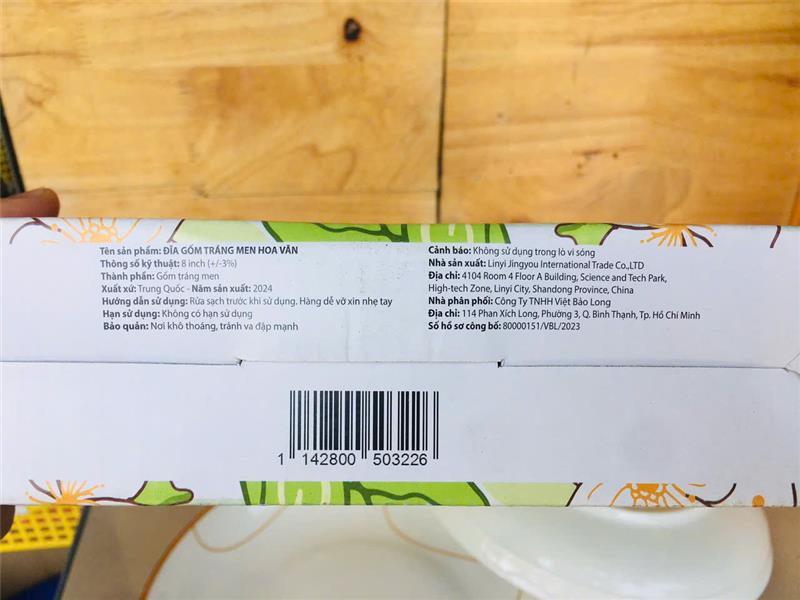 Tên sản phẩm: ĐĨA GỐM TRÁNG MEN HOA VĂN
Thông số kỹ thuật: 8 inch (+/-3%)
Thành phần: Gốm tráng men
Xuất xứ: Trung Quốc - Năm sản xuất: 2024
Hướng dẫn sử dụng: Rửa sạch trước khi sử dụng. Hàng dễ vỡ xin nhẹ tay
Hạn sử dụng: Không có hạn sử dụng
Bảo quản: Nơi khô thoáng, tránh va đập mạnh
Cảnh báo: Không sử dụng trong lò vi sóng
Nhà sản xuất: Linyi Jingyou International Trade Co.,LTD
Địa chỉ: 4104 Room 4 Floor A Building, Science and Tech Park,
High-tech Zone, Linyi City, Shandong Province, China
Nhà phân phối: Công Ty TNHH Việt Bảo Long
Địa chỉ: 114 Phan Xích Long, Phường 3, Q. Bình Thạnh, Tp. Hồ Chí Minh
Số hồ sơ công bố: 80000151/VBL/2023
1 142800 503226